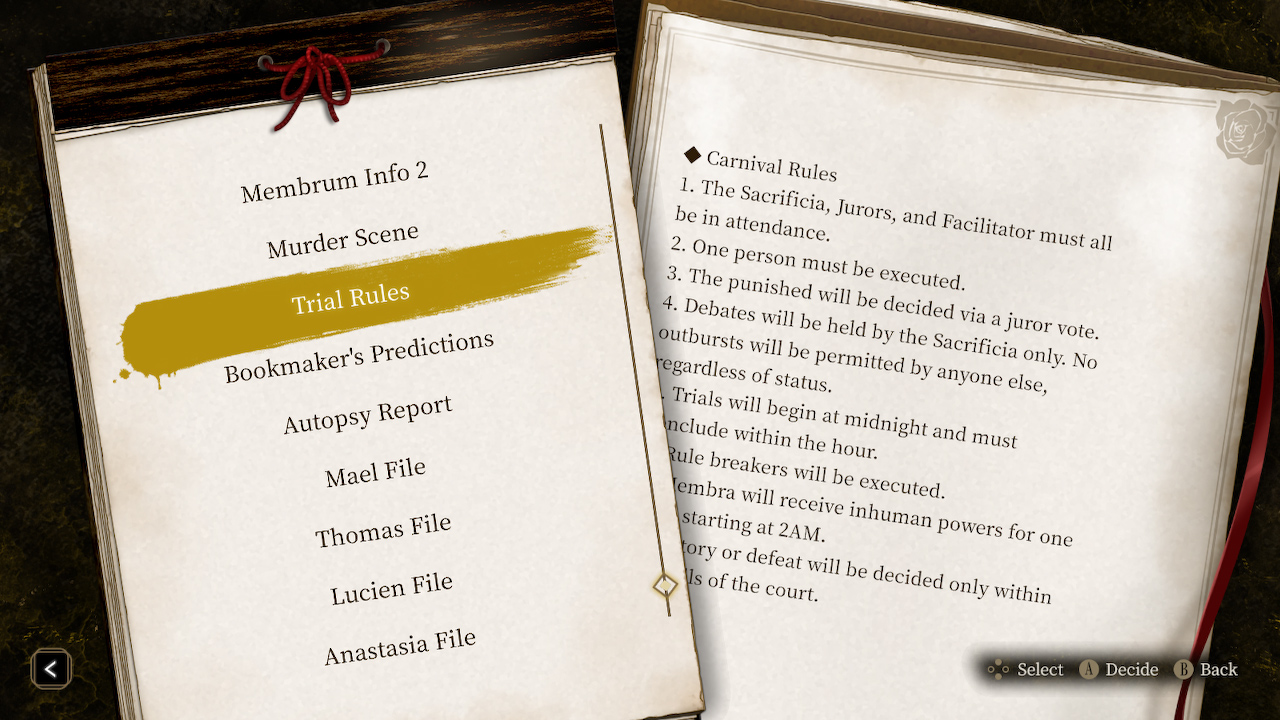 Membrum Info 2
Murder Scene
Trial Rules
Bookmaker's Predictions
Autopsy Report
Mael File
Thomas File
Lucien File
Anastasia File
◆ Carnival Rules
1. The Sacrificia, Jurors, and Facilitator must all
be in attendance.
2. One person must be executed.
3. The punished will be decided via a juror vote.
4. Debates will be held by the Sacrificia only. No
outbursts will be permitted by anyone else,
regardless of status.
. Trials will begin at midnight and must
nclude within the hour.
Rule breakers will be executed.
embra will receive inhuman powers for one
starting at 2AM.
tory or defeat will be decided only within
lls of the court.
Select A Decide B Back